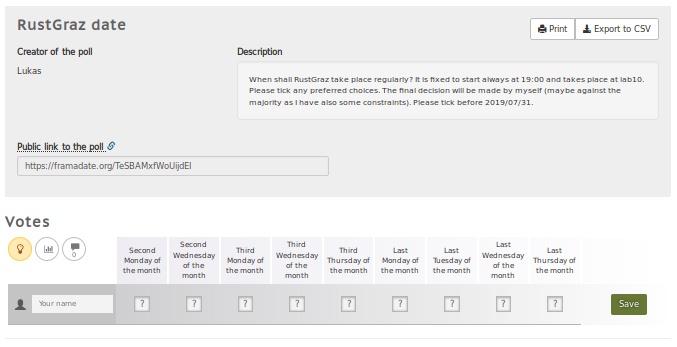 RustGraz date
Print
Export to CSV
Creator of the poll
Description
Lukas
When shall RustGraz take place regularly? It is fixed to start always at 19:00 and takes place at lab10.
Please tick any preferred choices. The final decision will be made by myself (maybe against the
majority as I have also some constraints). Please tick before 2019/07/31.
Public link to the poll
https://framadate.org/TeSBAMxfWoUijdEI
Votes
0
Second
Monday of
the month
Second
Wednesday
of the
month
Third
Monday of
the month
Third
Wednesday
of the
month
Third
Thursday of
the month
Last
Monday of
the month
Last
Tuesday of
the month
Last
Wednesday
of the
month
Last
Thursday of
the month
Your name
? ? ? ? ? ? ? ? ?
Save